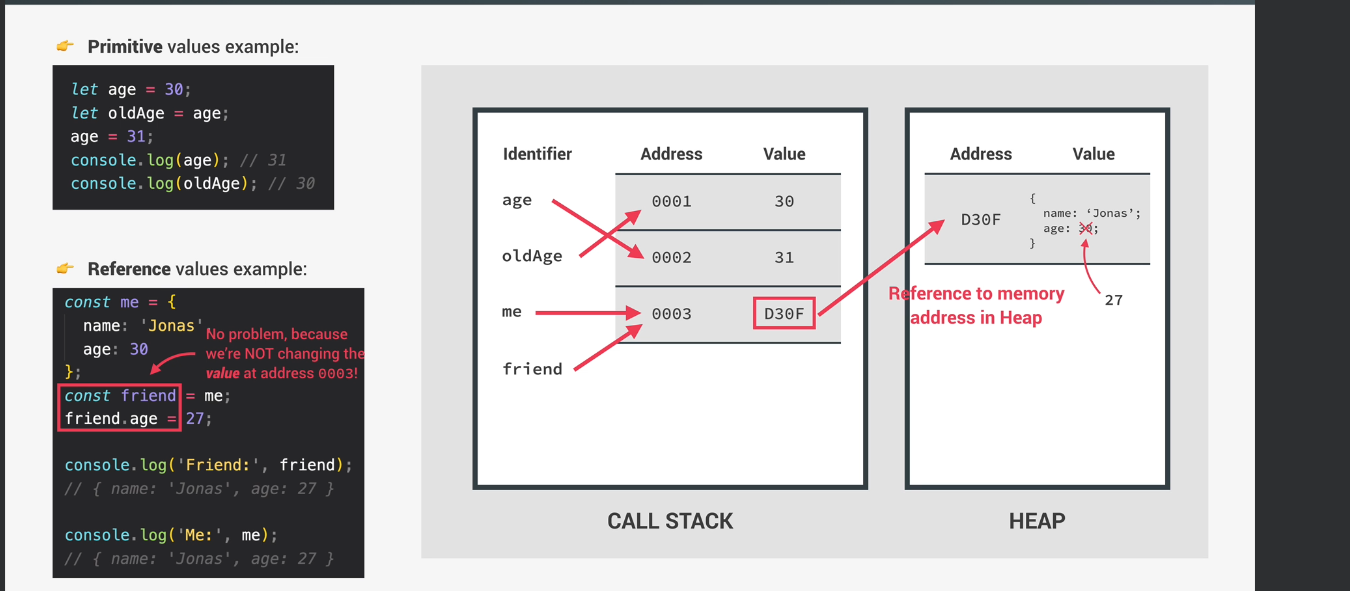 👉 Primitive values example:
let age = 30;
let oldAge = age;
age = 31;
console.log(age); // 31
console.log(oldAge); // 30
👉 Reference values example:
const me = {
name: 'Jonas'
age: 30
};
const friend = me;
friend.age = 27;
console.log('Friend:', friend);
// { name: 'Jonas', age: 27 }
console.log('Me:', me);
// { name: 'Jonas', age: 27 }
No problem, because
we're NOT changing the
value at address 0003!
Identifier Address Value
age 0001 30
oldAge 0002 31
me 0003 D30F
friend
CALL STACK
Address Value
D30F
{
name: ‘Jonas’;
age: 30;
}
27
Reference to memory
address in Heap
HEAP